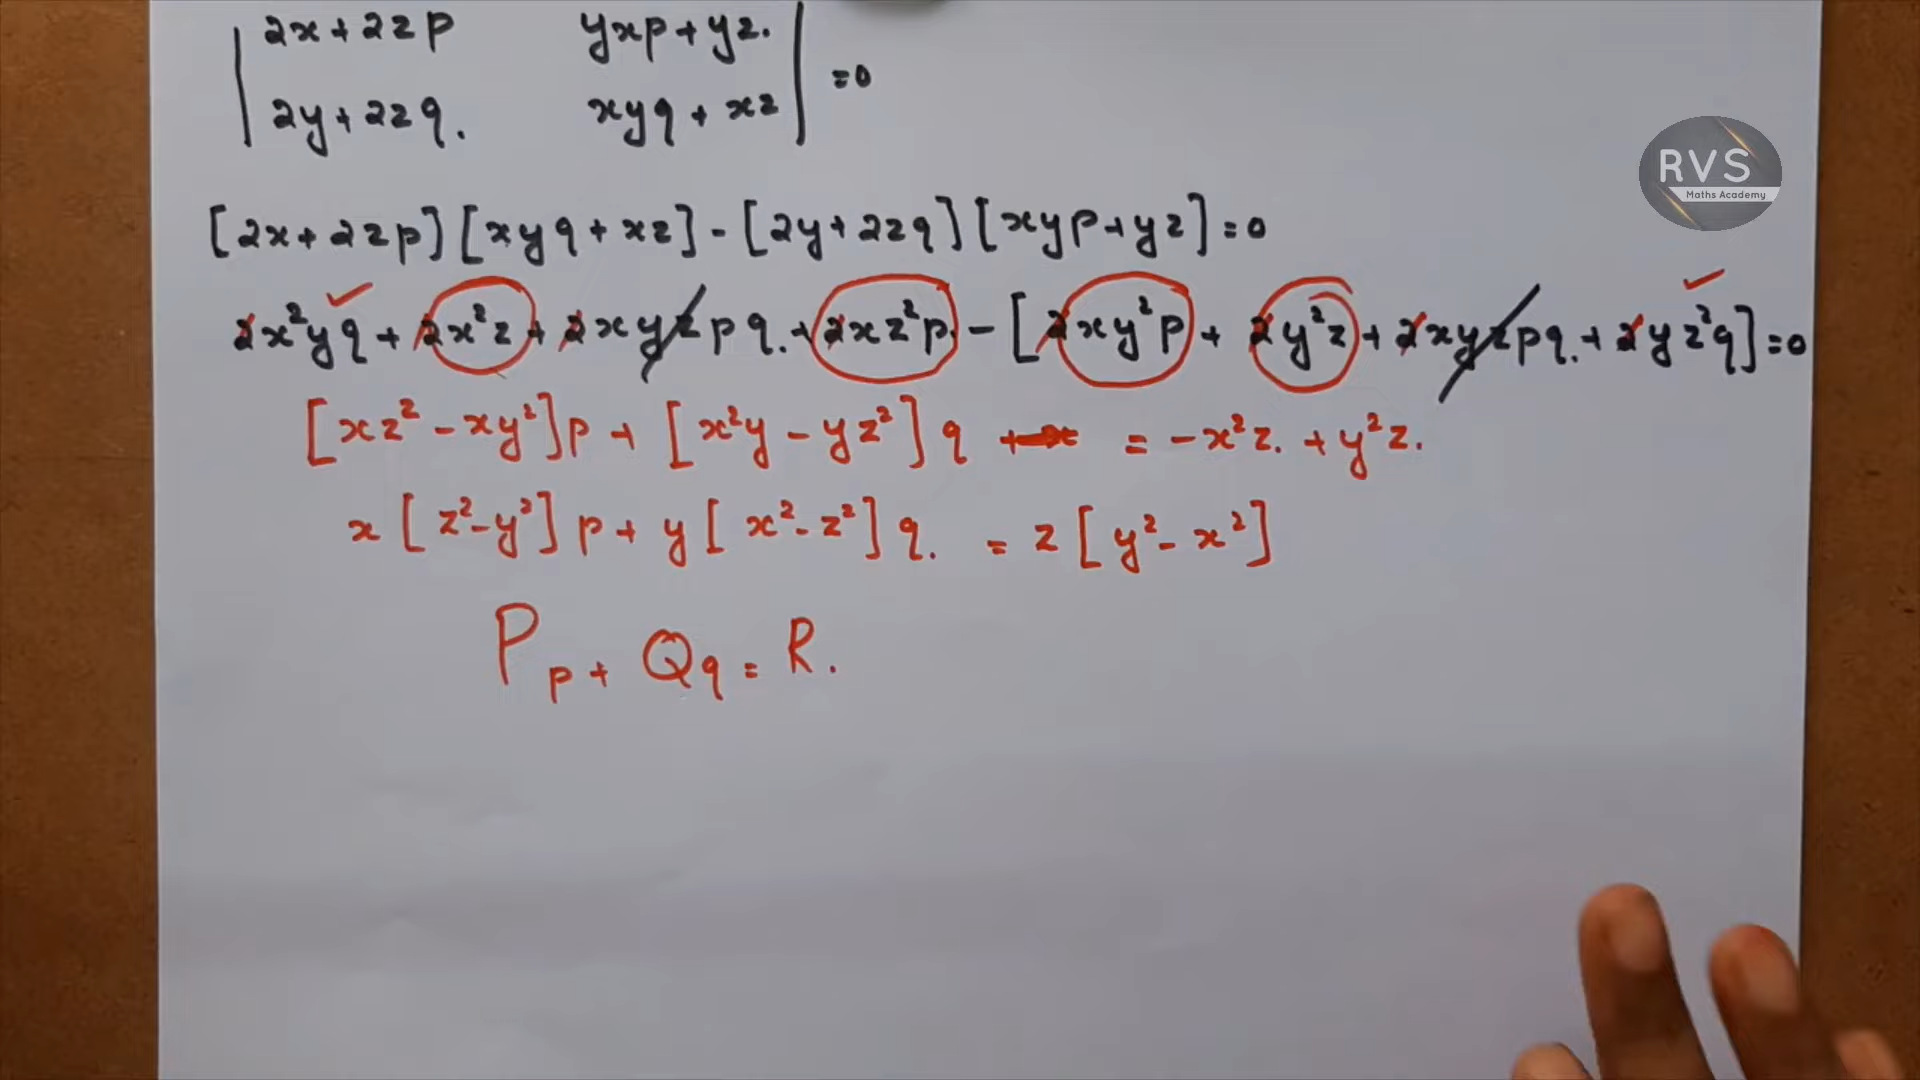 | 2x + 2zp    yxp + yz. |
| 2y + 2zq.    xyq + xz | = 0
RVS
Maths Academy
[2x + 2zp] [xyq + xz] - [2y + 2zq] [xyp + yz] = 0
2x²yq + 2x²z + 2xyzpq. + 2xz²p. - [2xy²p + 2y²z + 2xyzpq. + 2yz²q] = 0
[xz² - xy²]p + [x²y - yz²] q = -x²z. + y²z.
x [z² - y²] p + y [x² - z²] q. = z [y² - x²]
Pp + Qq = R.